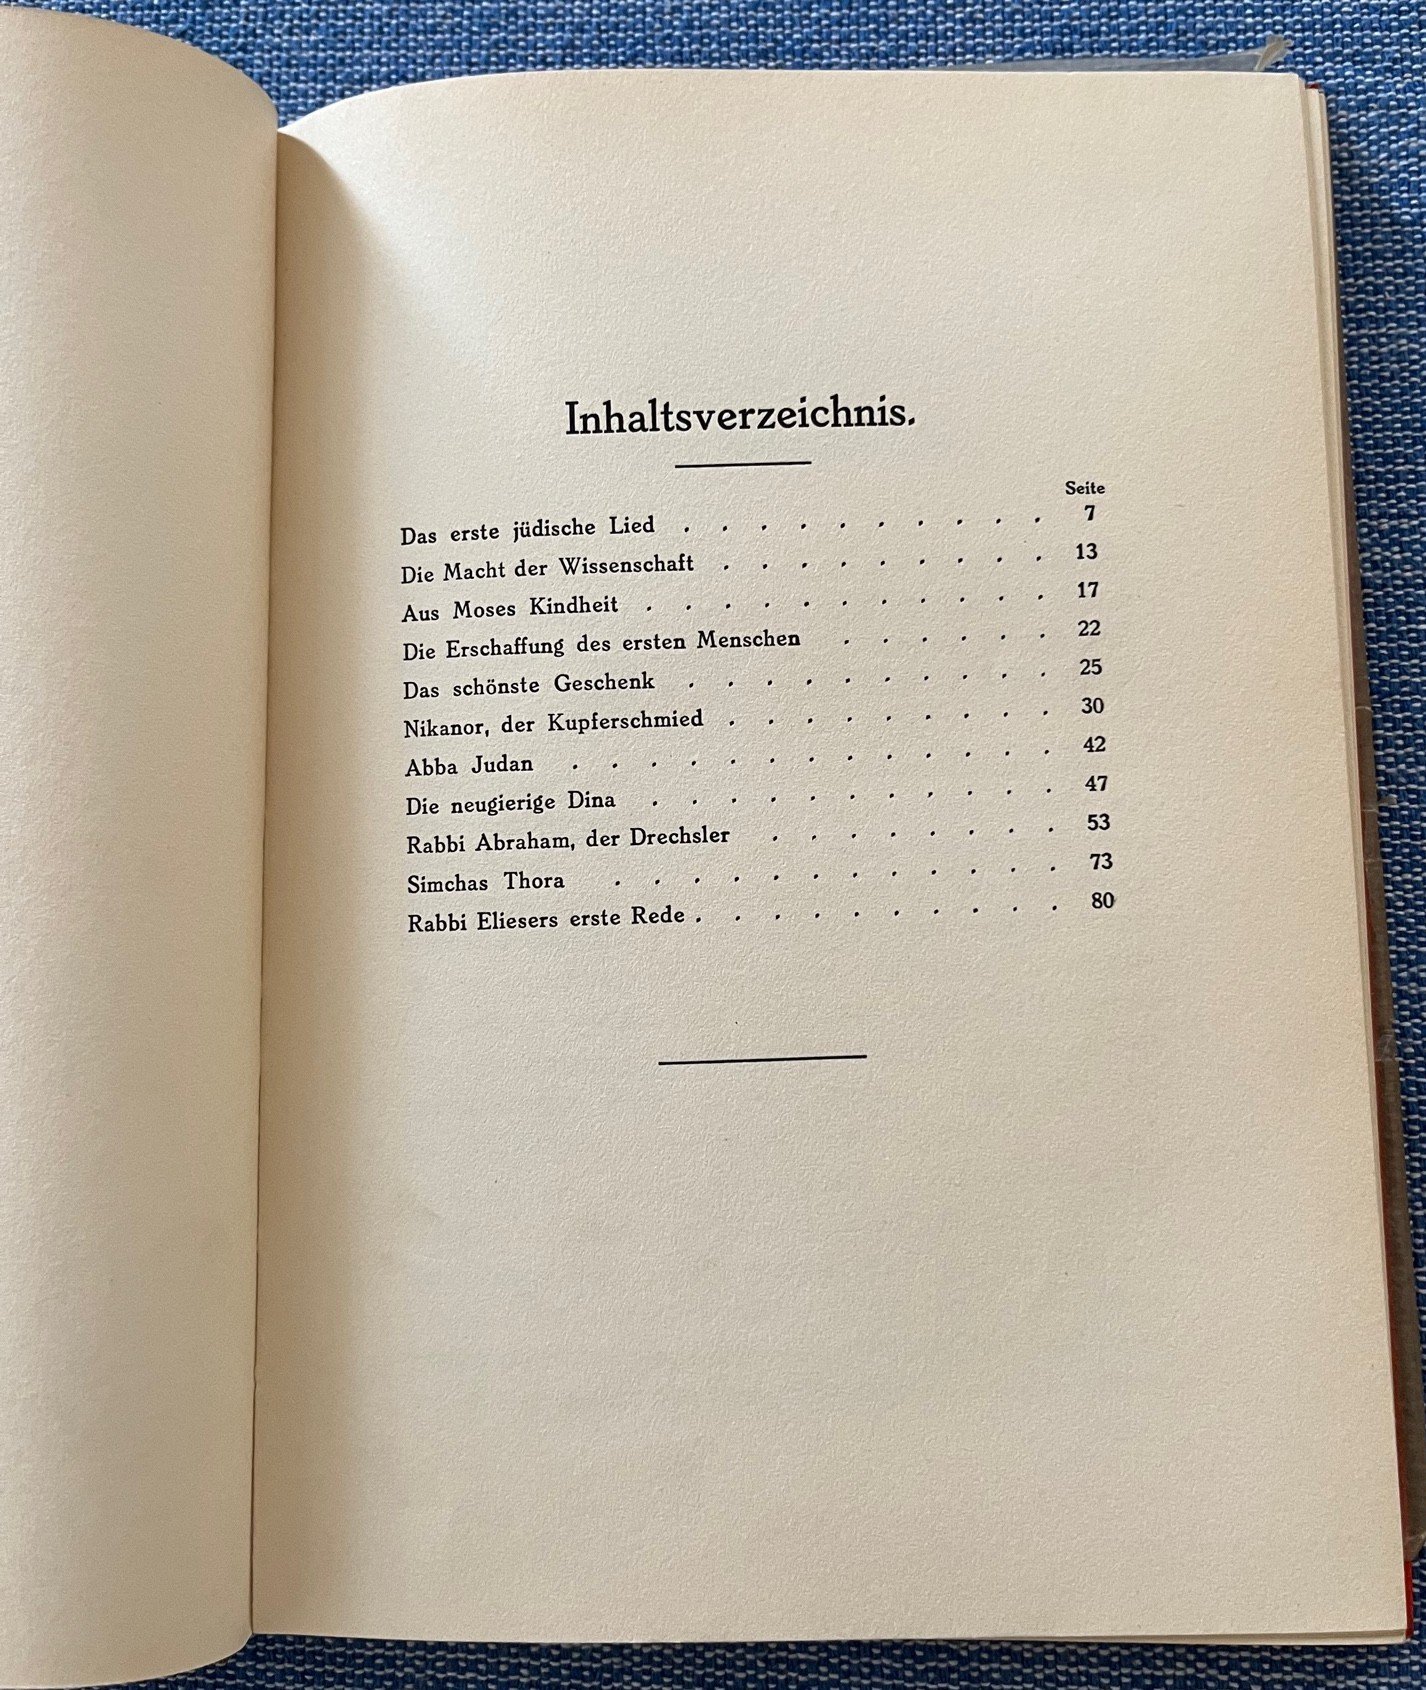 Inhaltsverzeichnis.
Seite
Das erste jüdische Lied . . . . . . . . . . 7
Die Macht der Wissenschaft . . . . . . . . . 13
Aus Moses Kindheit . . . . . . . . . . . 17
Die Erschaffung des ersten Menschen . . . . . . 22
Das schönste Geschenk . . . . . . . . . . 25
Nikanor, der Kupferschmied . . . . . . . . . 30
Abba Judan . . . . . . . . . . . . . 42
Die neugierige Dina . . . . . . . . . . . 47
Rabbi Abraham, der Drechsler . . . . . . . . 53
Simchas Thora . . . . . . . . . . . . 73
Rabbi Eliesers erste Rede . . . . . . . . . . 80